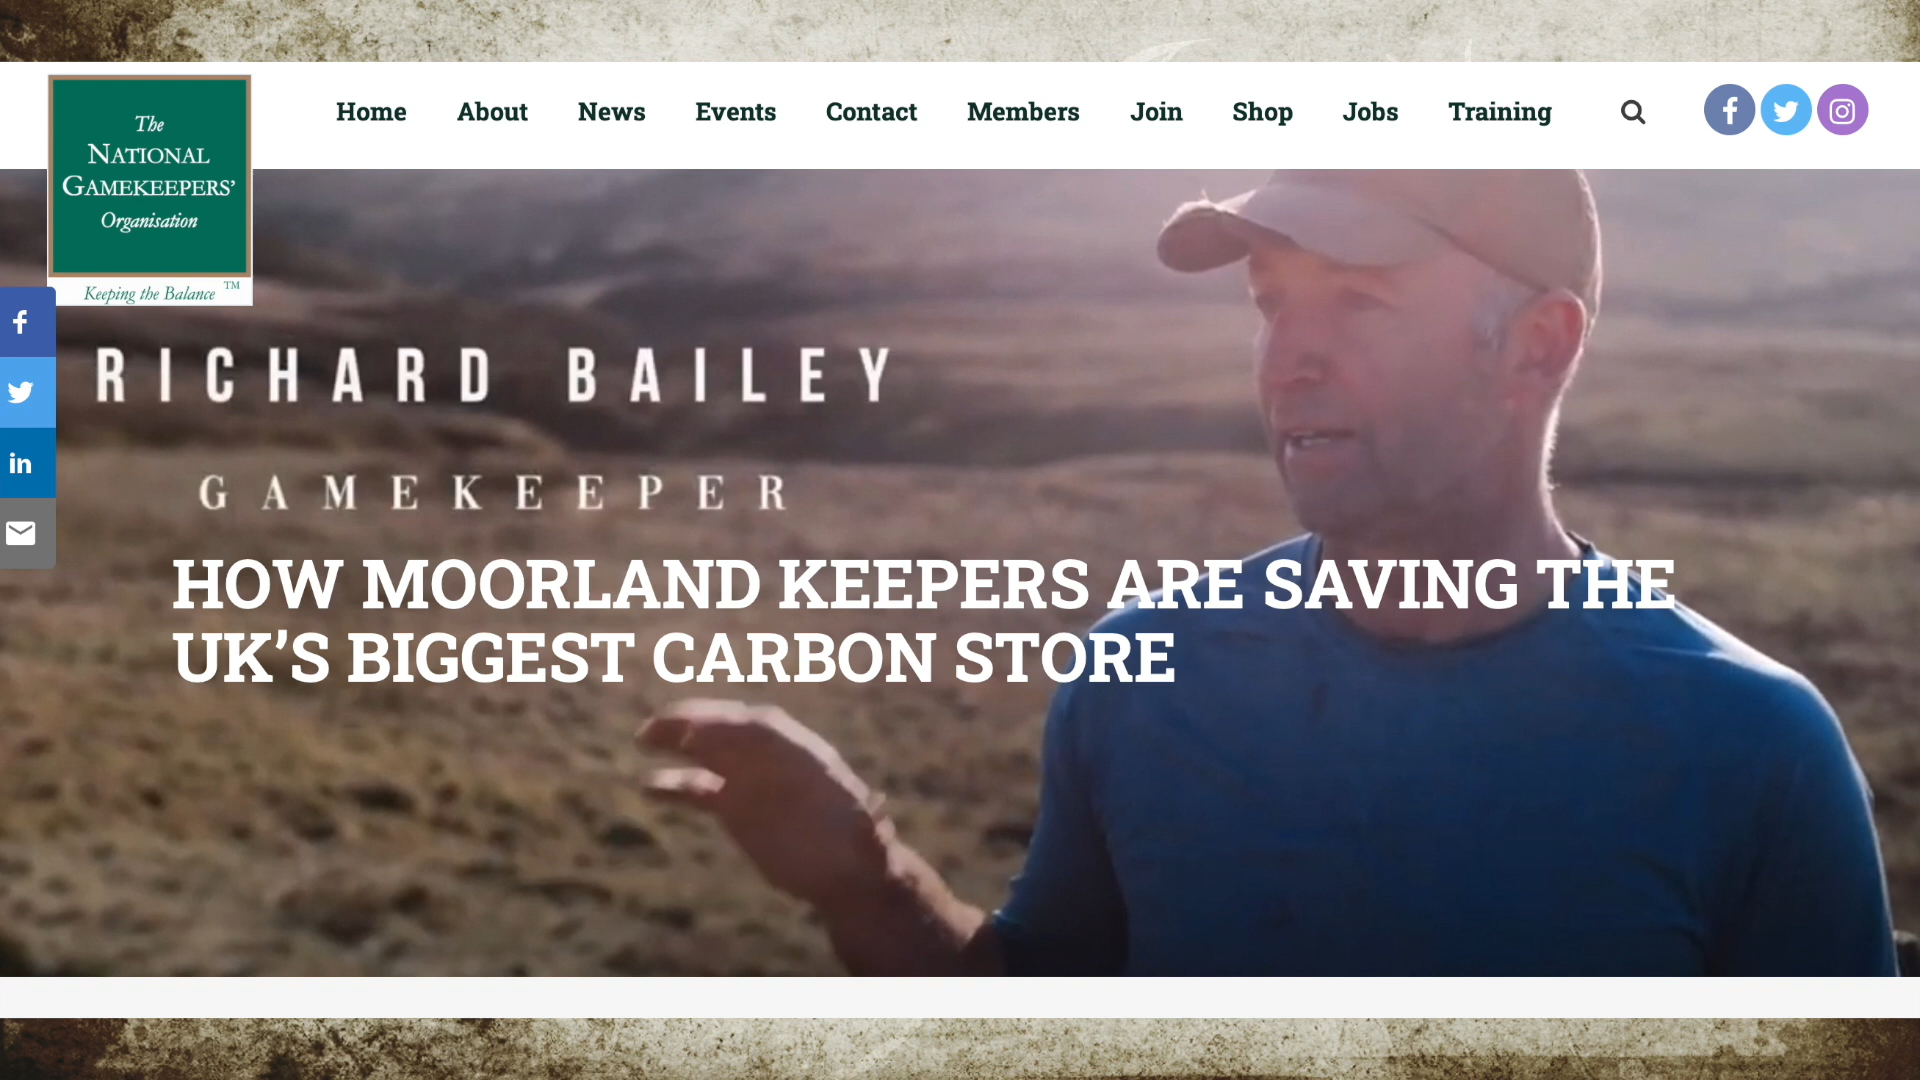 The
NATIONAL
GAMEKEEPERS’
Organisation
Keeping the Balance ™
Home About News Events Contact Members Join Shop Jobs Training
RICHARD BAILEY
GAMEKEEPER
HOW MOORLAND KEEPERS ARE SAVING THE
UK’S BIGGEST CARBON STORE